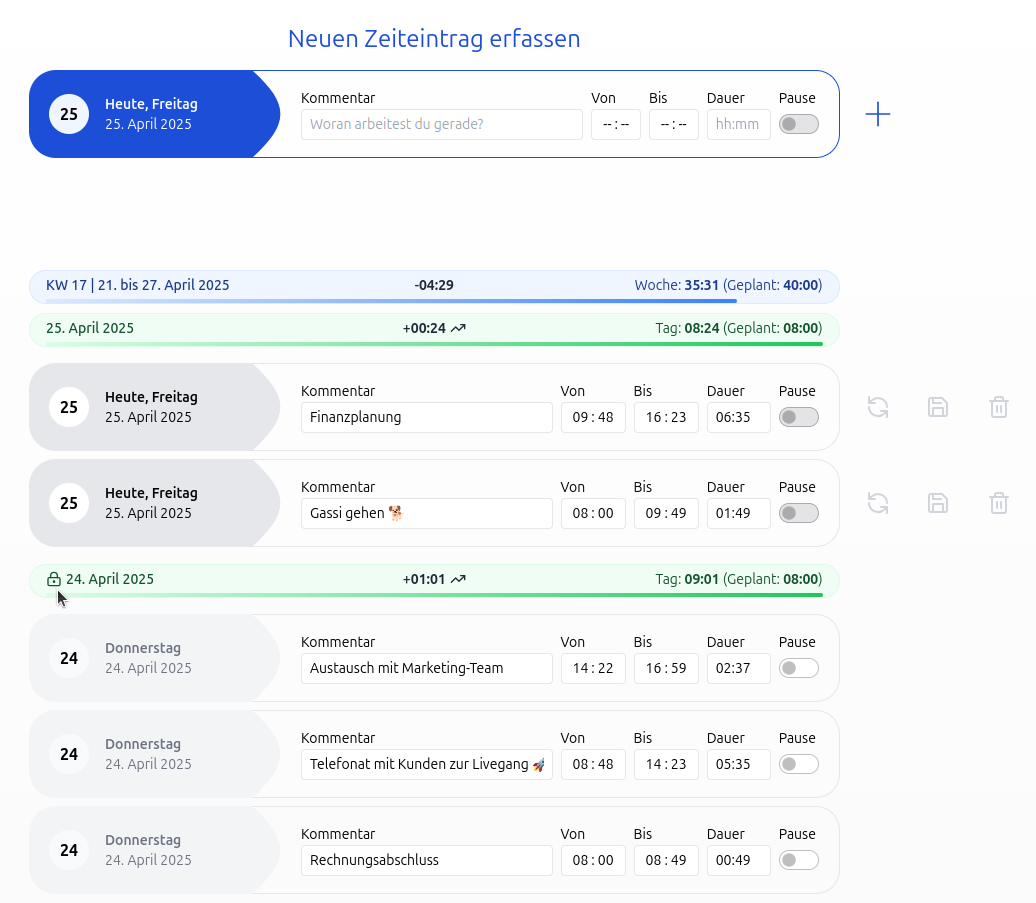 Neuen Zeiteintrag erfassen
25 Heute, Freitag 25. April 2025
Kommentar Von Bis Dauer Pause
Woran arbeitest du gerade? -- : -- -- : -- hh:mm
KW 17 | 21. bis 27. April 2025 -04:29 Woche: 35:31 (Geplant: 40:00)
25. April 2025 +00:24 Tag: 08:24 (Geplant: 08:00)
25 Heute, Freitag 25. April 2025
Kommentar Von Bis Dauer Pause
Finanzplanung 09 : 48 16 : 23 06:35
25 Heute, Freitag 25. April 2025
Kommentar Von Bis Dauer Pause
Gassi gehen 🐕 08 : 00 09 : 49 01:49
24. April 2025 +01:01 Tag: 09:01 (Geplant: 08:00)
24 Donnerstag 24. April 2025
Kommentar Von Bis Dauer Pause
Austausch mit Marketing-Team 14 : 22 16 : 59 02:37
24 Donnerstag 24. April 2025
Kommentar Von Bis Dauer Pause
Telefonat mit Kunden zur Livegang 🚀 08 : 48 14 : 23 05:35
24 Donnerstag 24. April 2025
Kommentar Von Bis Dauer Pause
Rechnungsabschluss 08 : 00 08 : 49 00:49